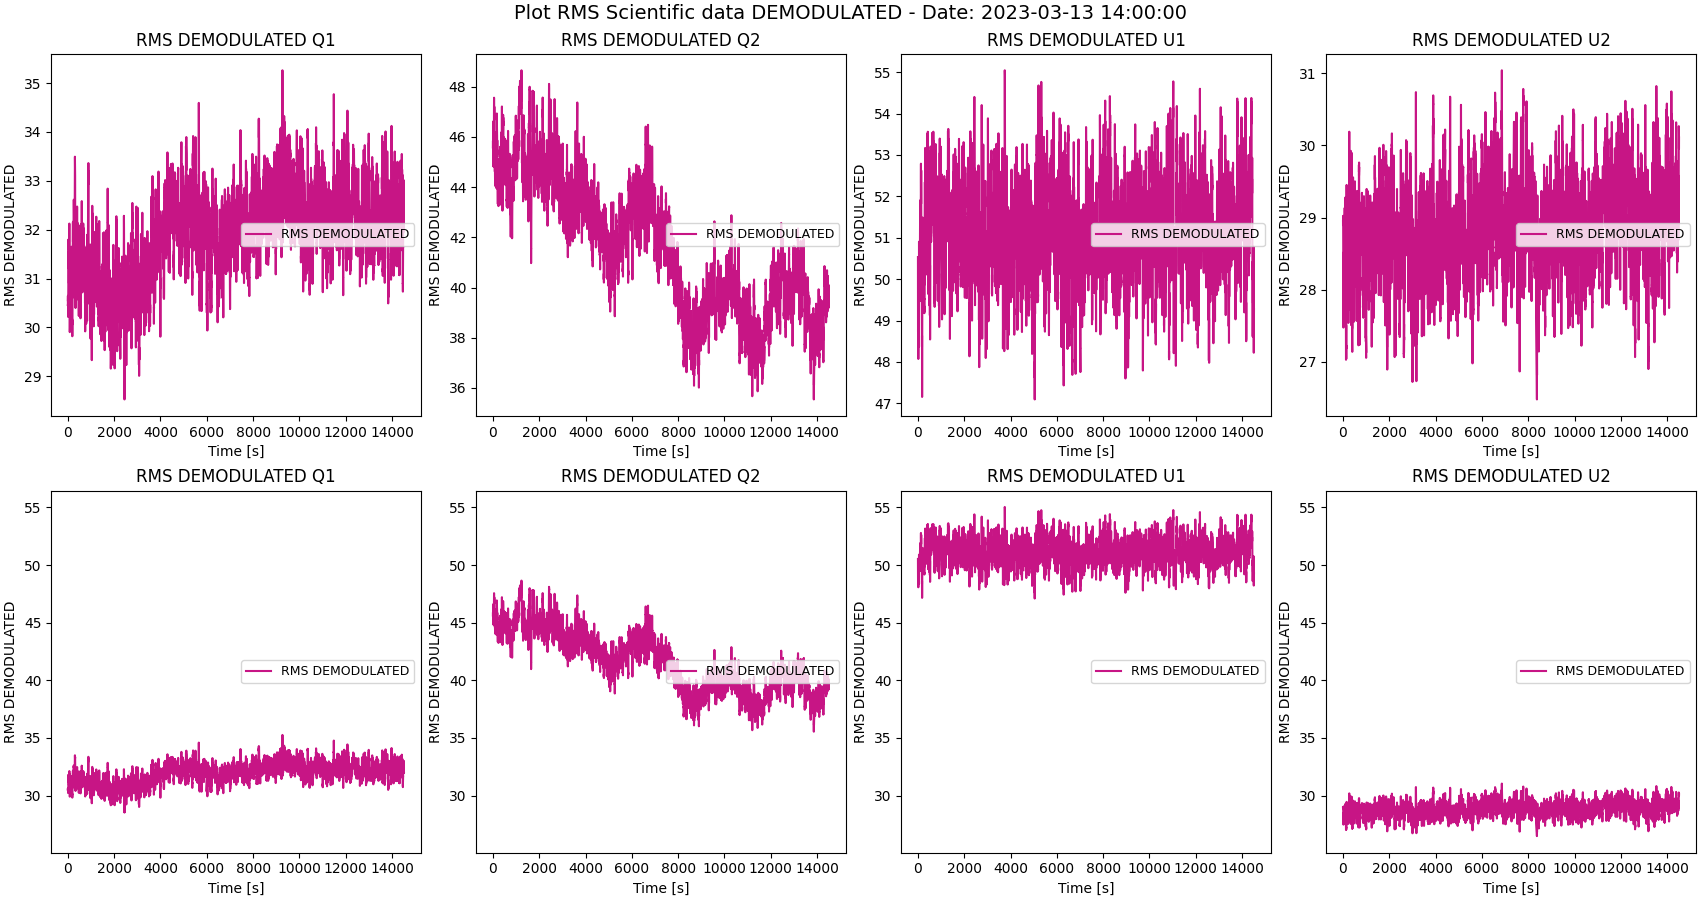 Plot RMS Scientific data DEMODULATED - Date: 2023-03-13 14:00:00
RMS DEMODULATED Q1
RMS DEMODULATED
35
34
33
32
31
30
29
RMS DEMODULATED
0 2000 4000 6000 8000 10000 12000 14000
Time [s]
RMS DEMODULATED Q2
RMS DEMODULATED
48
46
44
42
40
38
36
RMS DEMODULATED
0 2000 4000 6000 8000 10000 12000 14000
Time [s]
RMS DEMODULATED U1
RMS DEMODULATED
55
54
53
52
51
50
49
48
47
RMS DEMODULATED
0 2000 4000 6000 8000 10000 12000 14000
Time [s]
RMS DEMODULATED U2
RMS DEMODULATED
31
30
29
28
27
RMS DEMODULATED
0 2000 4000 6000 8000 10000 12000 14000
Time [s]
RMS DEMODULATED Q1
RMS DEMODULATED
55
50
45
40
35
30
RMS DEMODULATED
0 2000 4000 6000 8000 10000 12000 14000
Time [s]
RMS DEMODULATED Q2
RMS DEMODULATED
55
50
45
40
35
30
RMS DEMODULATED
0 2000 4000 6000 8000 10000 12000 14000
Time [s]
RMS DEMODULATED U1
RMS DEMODULATED
55
50
45
40
35
30
RMS DEMODULATED
0 2000 4000 6000 8000 10000 12000 14000
Time [s]
RMS DEMODULATED U2
RMS DEMODULATED
55
50
45
40
35
30
RMS DEMODULATED
0 2000 4000 6000 8000 10000 12000 14000
Time [s]